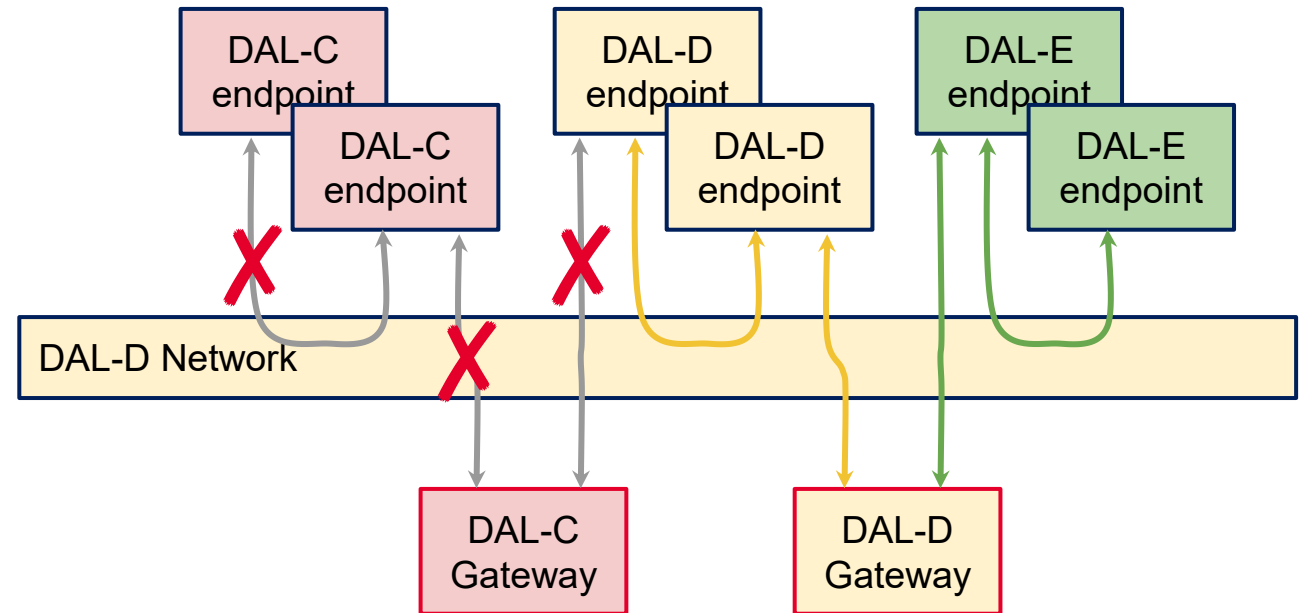 DAL-C
endpoint
DAL-C
endpoint
DAL-D
endpoint
DAL-D
endpoint
DAL-E
endpoint
DAL-E
endpoint
DAL-D Network
DAL-C
Gateway
DAL-D
Gateway